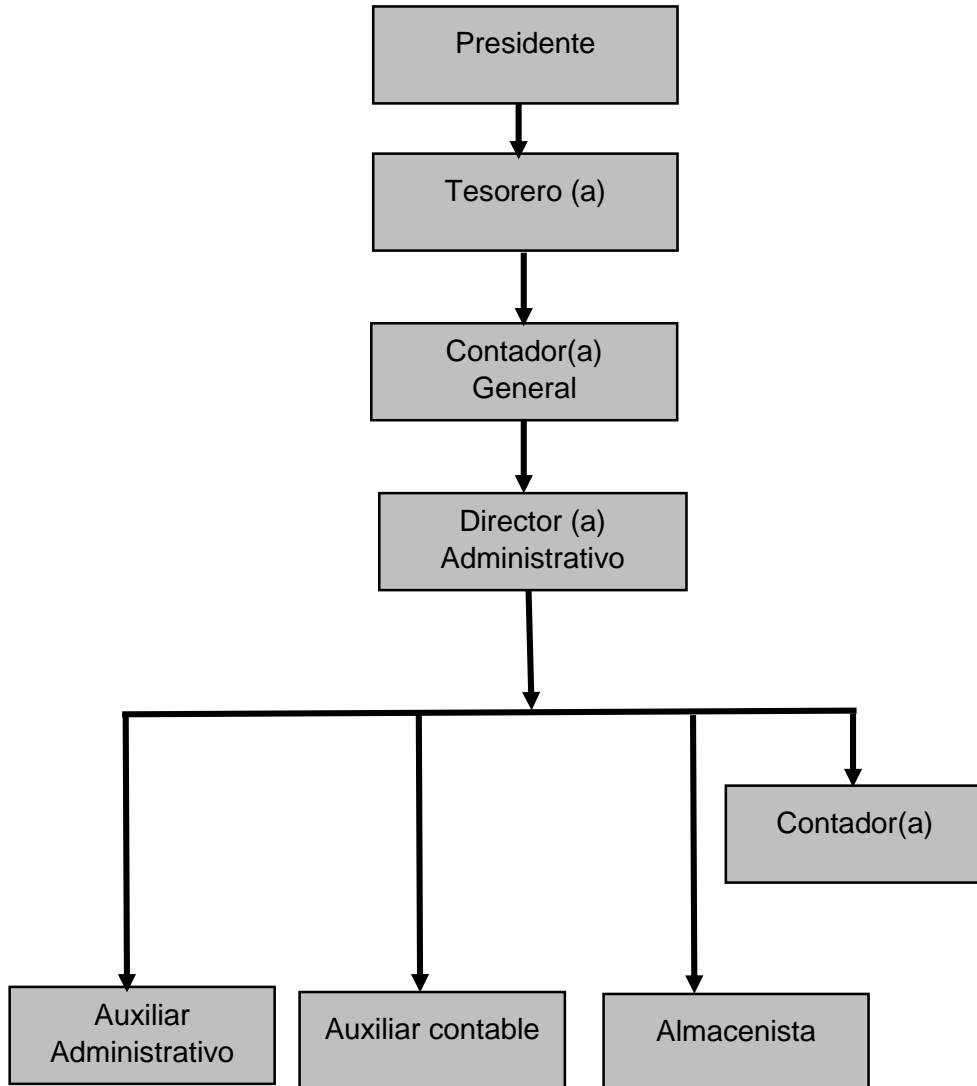 Presidente
Tesorero (a)
Contador(a)
General
Director (a)
Administrativo
Contador(a)
Auxiliar
Administrativo
Auxiliar contable
Almacenista